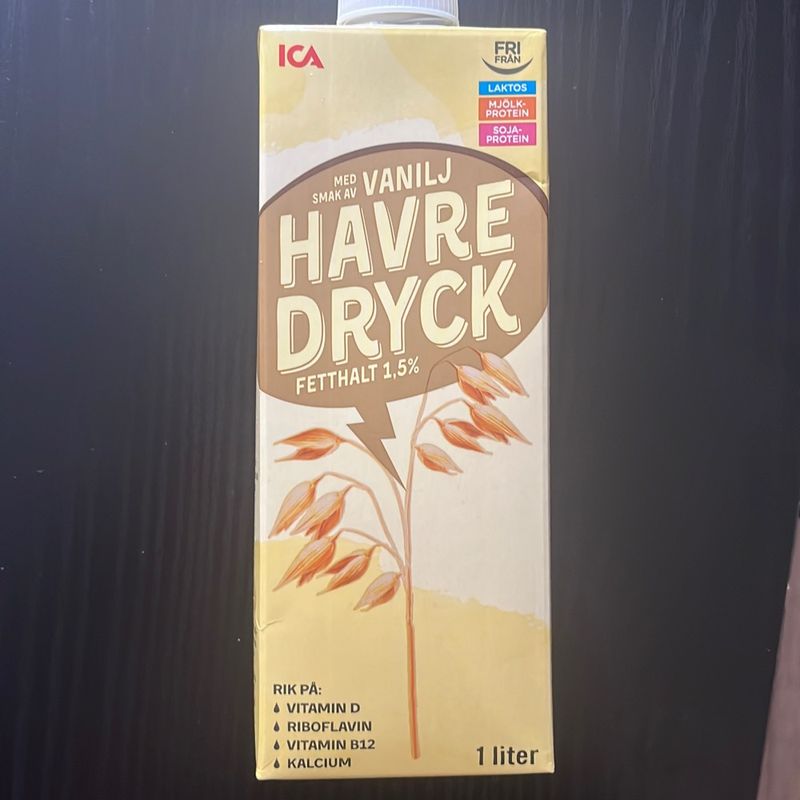 ICA
FRI
FRÅN
LAKTOS
MJÖLK-
PROTEIN
SOJA-
PROTEIN
MED
SMAK AV VANILJ
HAVRE
DRYCK
FETTHALT 1,5%
RIK PÅ:
VITAMIN D
RIBOFLAVIN
VITAMIN B12
KALCIUM
1 liter